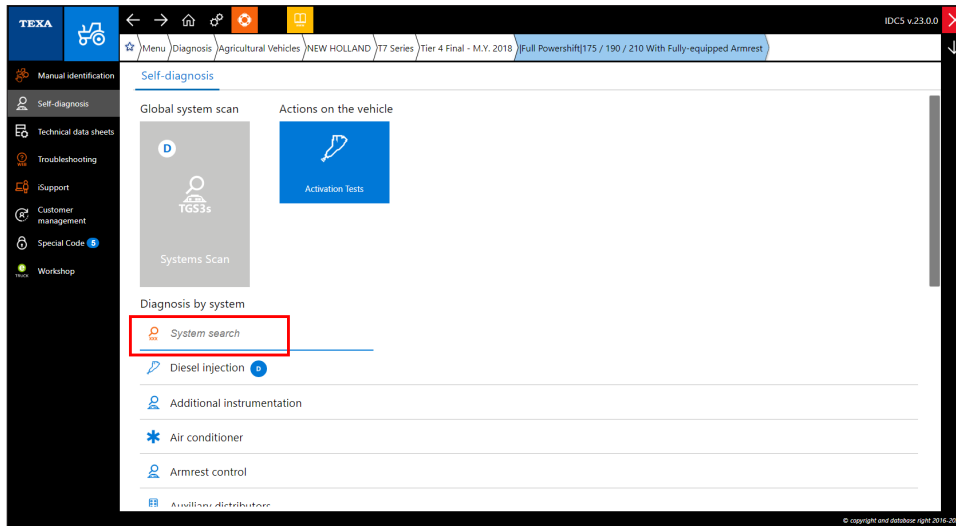 TEXA
IDC5 v.23.0.0
Menu Diagnosis Agricultural Vehicles NEW HOLLAND T7 Series Tier 4 Final - M.Y. 2018 |Full Powershift|175 / 190 / 210 With Fully-equipped Armrest
Manual identification
Self-diagnosis
Technical data sheets
Troubleshooting
iSupport
Customer
management
Special Code 5
Workshop
Self-diagnosis
Global system scan
Actions on the vehicle
D
TGS3s
Systems Scan
Activation Tests
Diagnosis by system
System search
Diesel injection D
Additional instrumentation
Air conditioner
Armrest control
Auxiliary distributors
© copyright and database right 2016-20